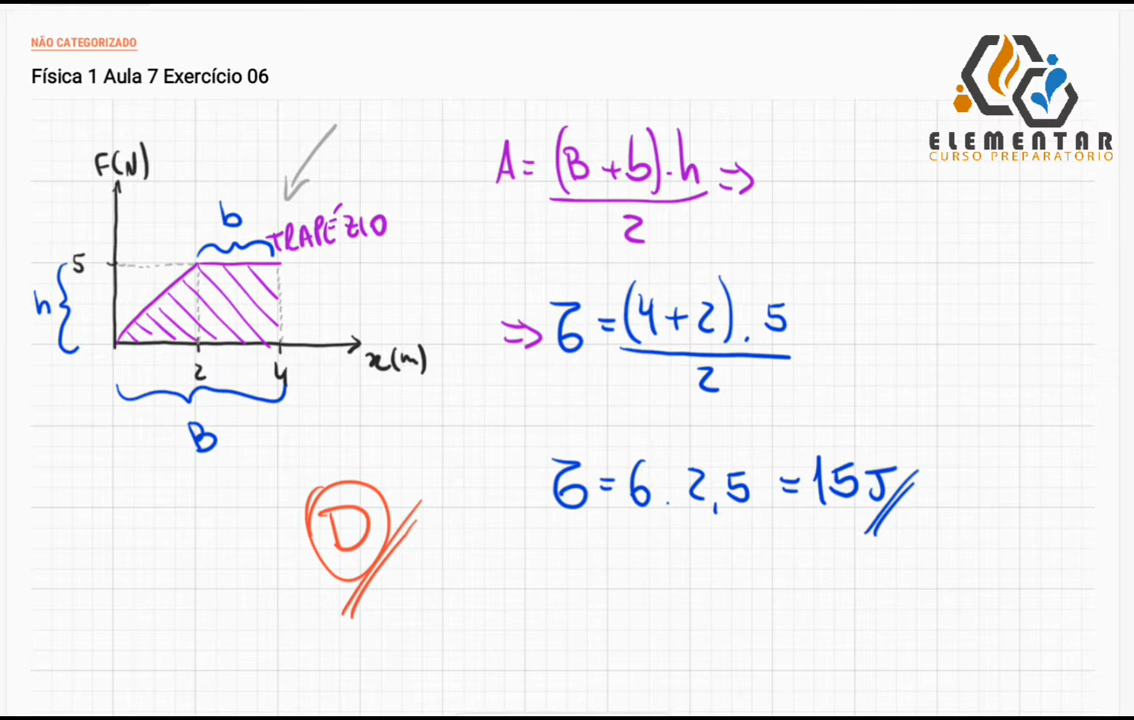 NÃO CATEGORIZADO
Física 1 Aula 7 Exercício 06
ELEMENTAR
CURSO PREPARATÓRIO
F(N)
b
TRAPÉZIO
5
h
2
4
x(m)
B
D
A = (B + b) . h ⇒
2
⇒ τ = (4 + 2) . 5
2
τ = 6 . 2,5 = 15 J